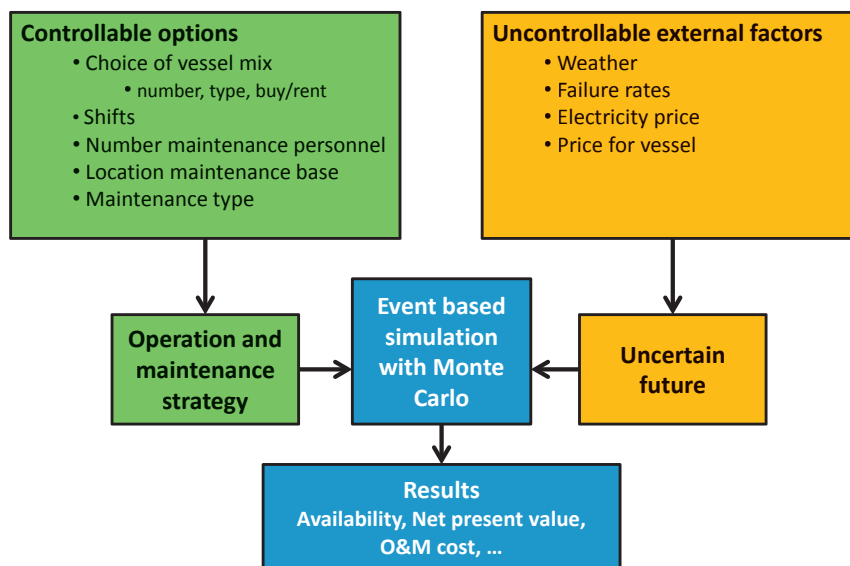 Controllable options
• Choice of vessel mix
• number, type, buy/rent
• Shifts
• Number maintenance personnel
• Location maintenance base
• Maintenance type
Uncontrollable external factors
• Weather
• Failure rates
• Electricity price
• Price for vessel
Operation and
maintenance
strategy
Event based
simulation
with Monte
Carlo
Uncertain
future
Results
Availability, Net present value,
O&M cost, ...